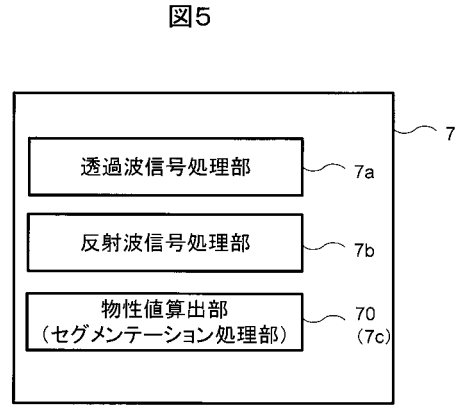 図5
7
透過波信号処理部
7a
反射波信号処理部
7b
物性値算出部
(セグメンテーション処理部)
70
(7c)